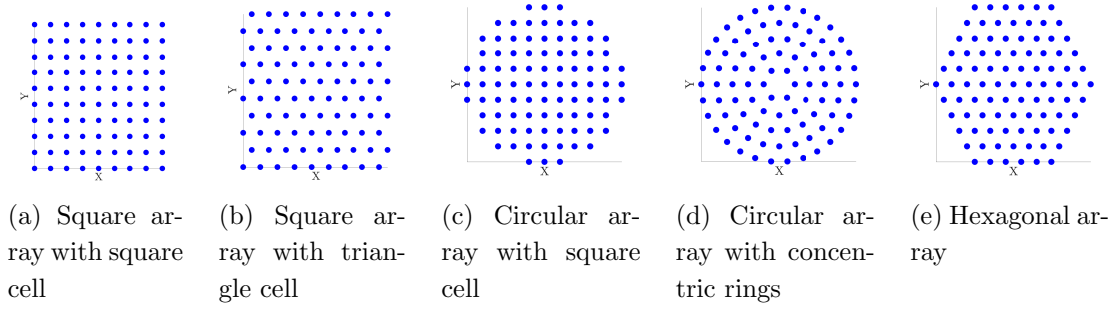 Y
X
Y
X
Y
X
Y
X
Y
X
(a) Square ar-
ray with square
cell
(b) Square ar-
ray with trian-
gle cell
(c) Circular ar-
ray with square
cell
(d) Circular ar-
ray with concen-
tric rings
(e) Hexagonal ar-
ray